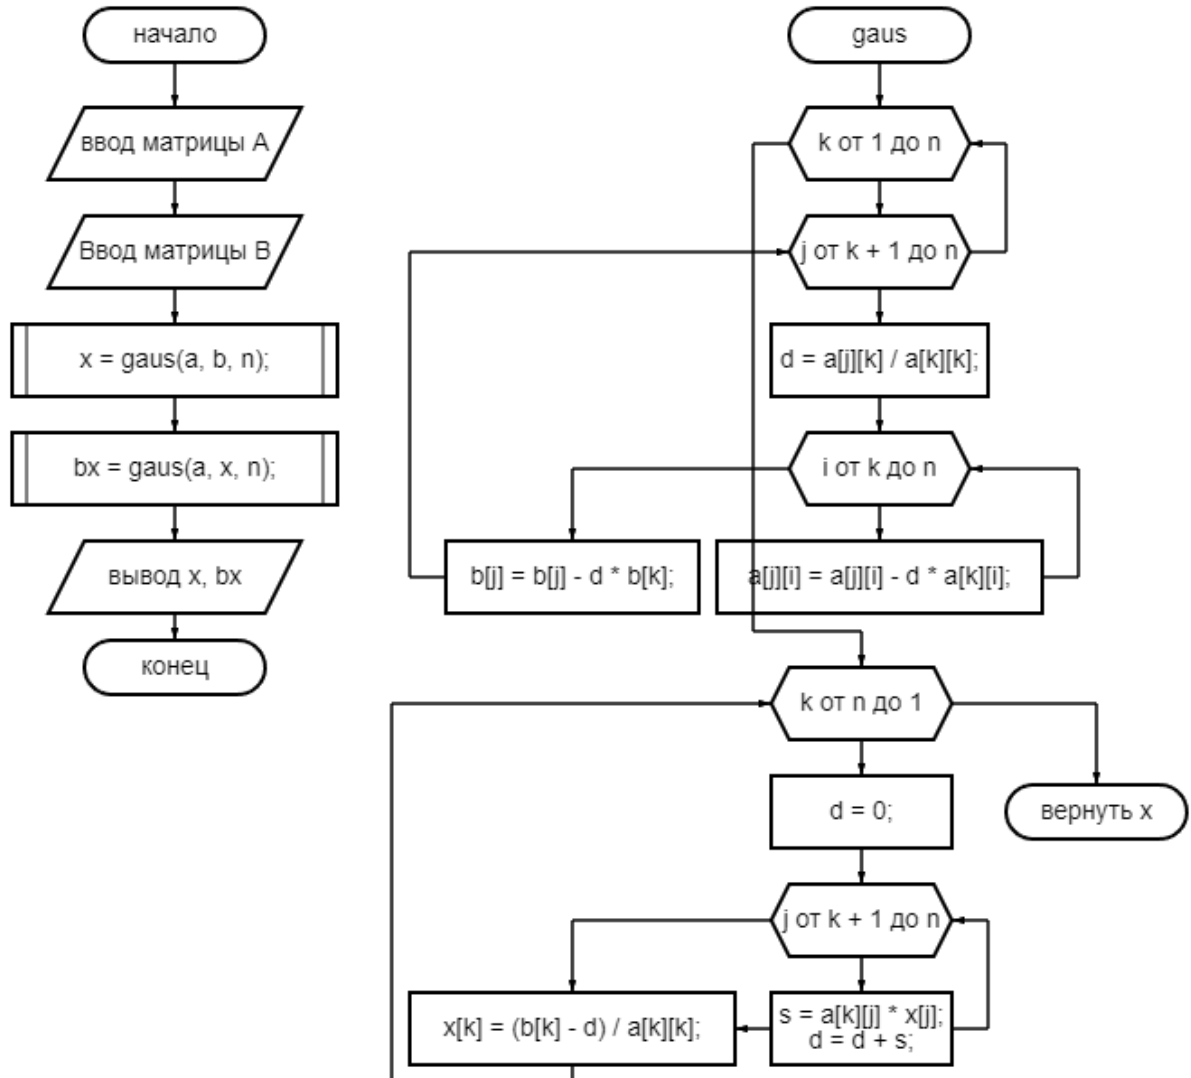 начало
ввод матрицы A
Ввод матрицы B
x = gaus(a, b, n);
bx = gaus(a, x, n);
вывод x, bx
конец
gaus
k от 1 до n
j от k + 1 до n
d = a[j][k] / a[k][k];
i от k до n
b[j] = b[j] - d * b[k];
a[j][i] = a[j][i] - d * a[k][i];
k от n до 1
d = 0;
вернуть x
j от k + 1 до n
x[k] = (b[k] - d) / a[k][k];
s = a[k][j] * x[j];
d = d + s;